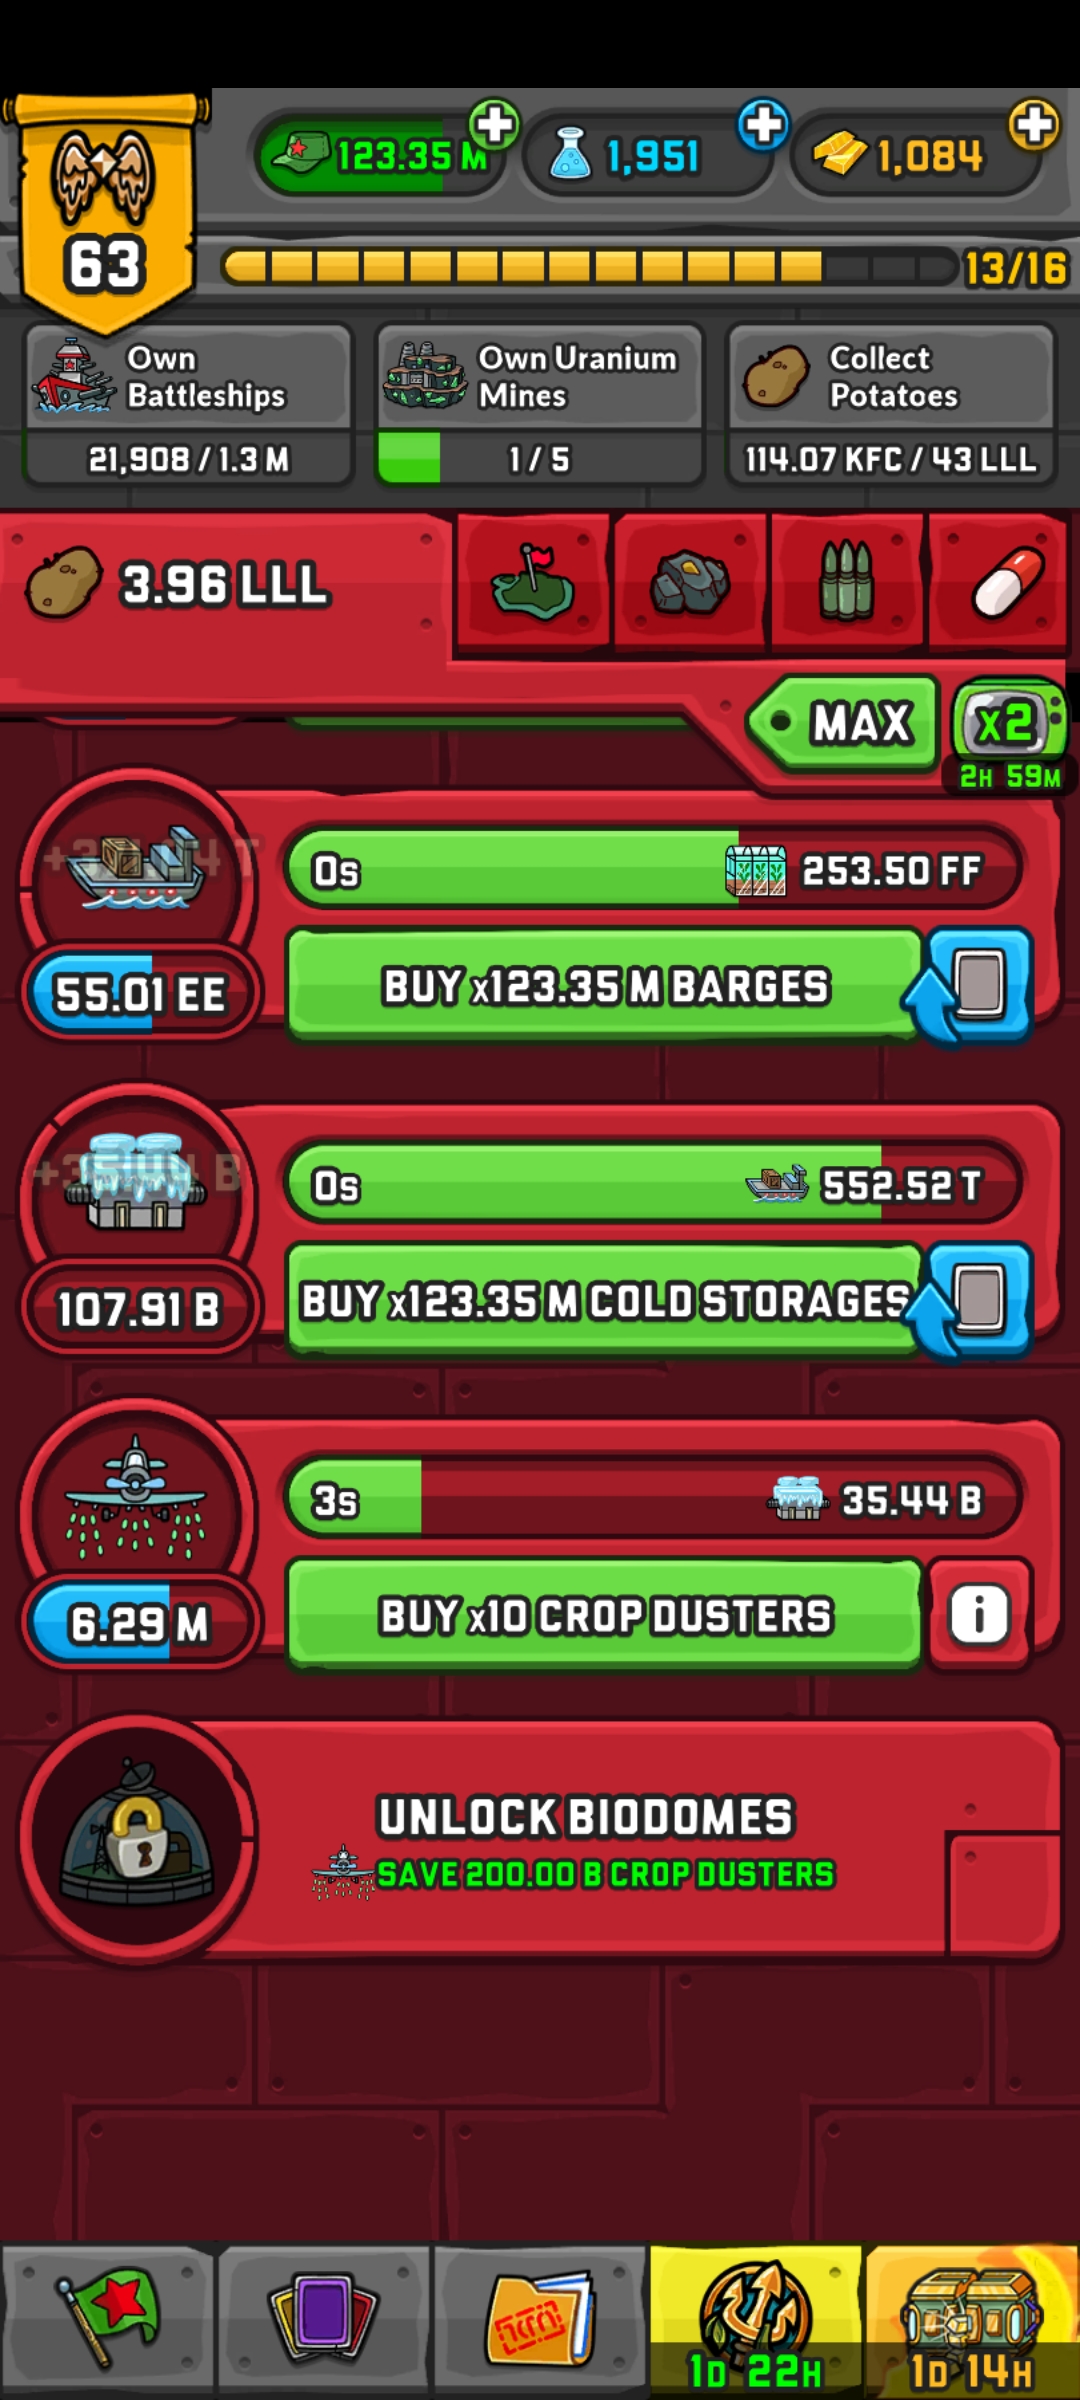 123.35 M
1,951
1,084
63
13/16
Own
Battleships
21,908 / 1.3 M
Own Uranium
Mines
1 / 5
Collect
Potatoes
114.07 KFC / 43 LLL
3.96 LLL
MAX
x2
2H 59M
0s
253.50 FF
55.01 EE
BUY x123.35 M BARGES
0s
552.52 T
107.91 B
BUY x123.35 M COLD STORAGES
3s
35.44 B
6.29 M
BUY x10 CROP DUSTERS
i
UNLOCK BIODOMES
SAVE 200.00 B CROP DUSTERS
1D 22H
1D 14H